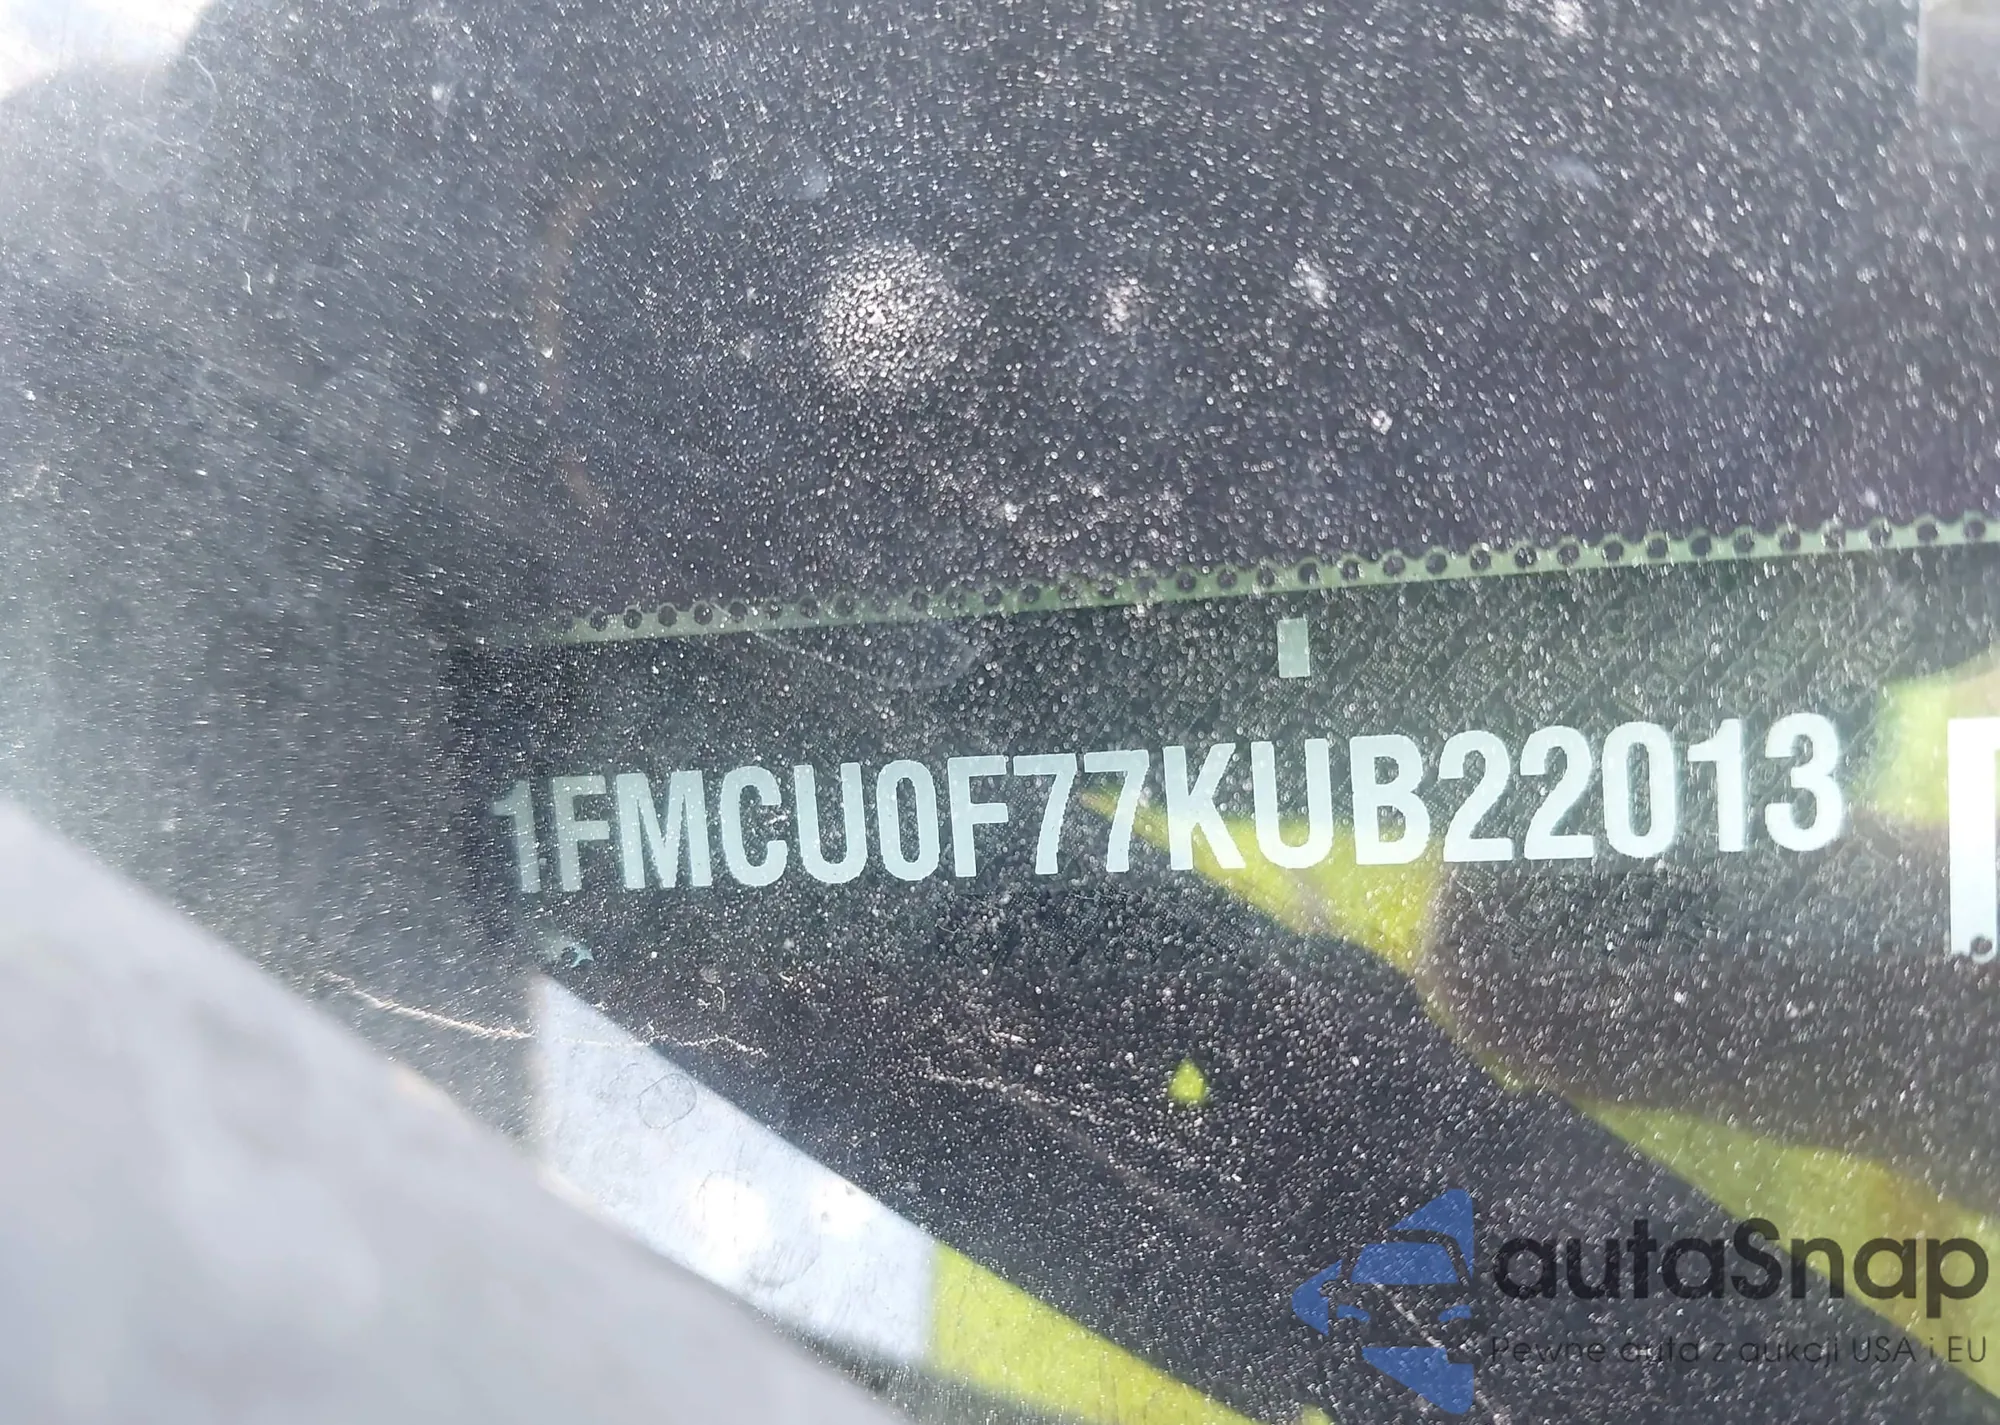 1FMCU0F77KUB22013
autaSnap
Pewne auta z aukcji USA i EU